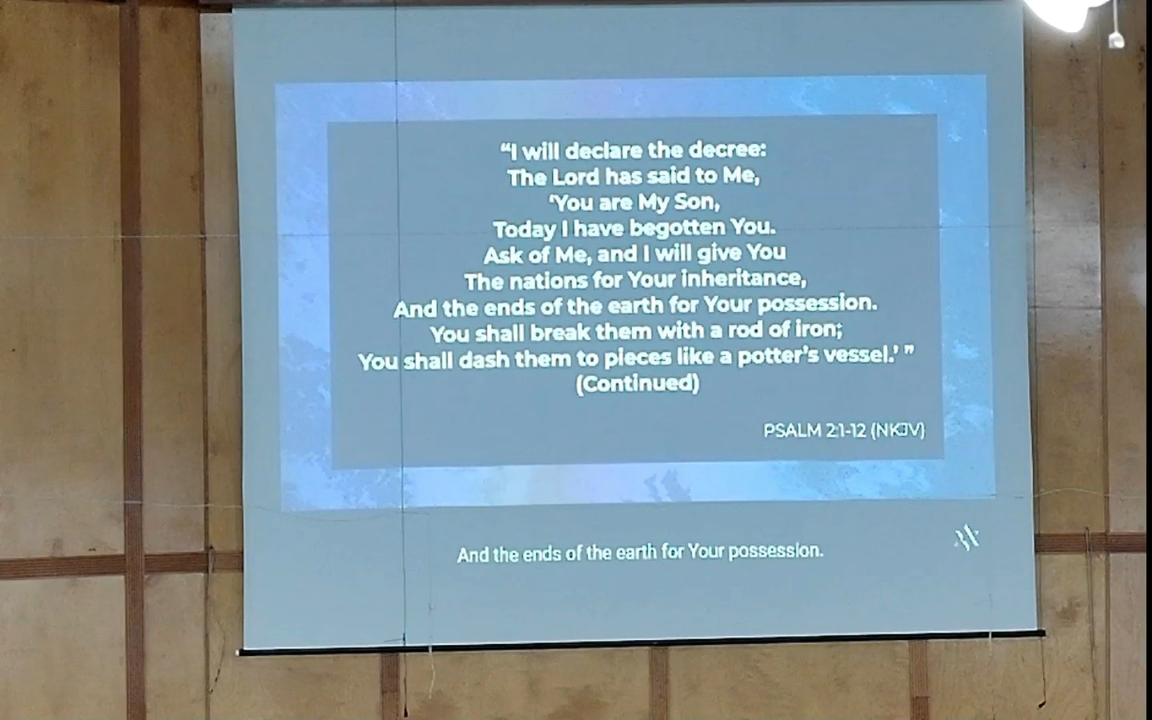 “I will declare the decree:
The Lord has said to Me,
‘You are My Son,
Today I have begotten You.
Ask of Me, and I will give You
The nations for Your inheritance,
And the ends of the earth for Your possession.
You shall break them with a rod of iron;
You shall dash them to pieces like a potter’s vessel.’ ”
(Continued)
PSALM 2:1-12 (NKJV)
And the ends of the earth for Your possession.